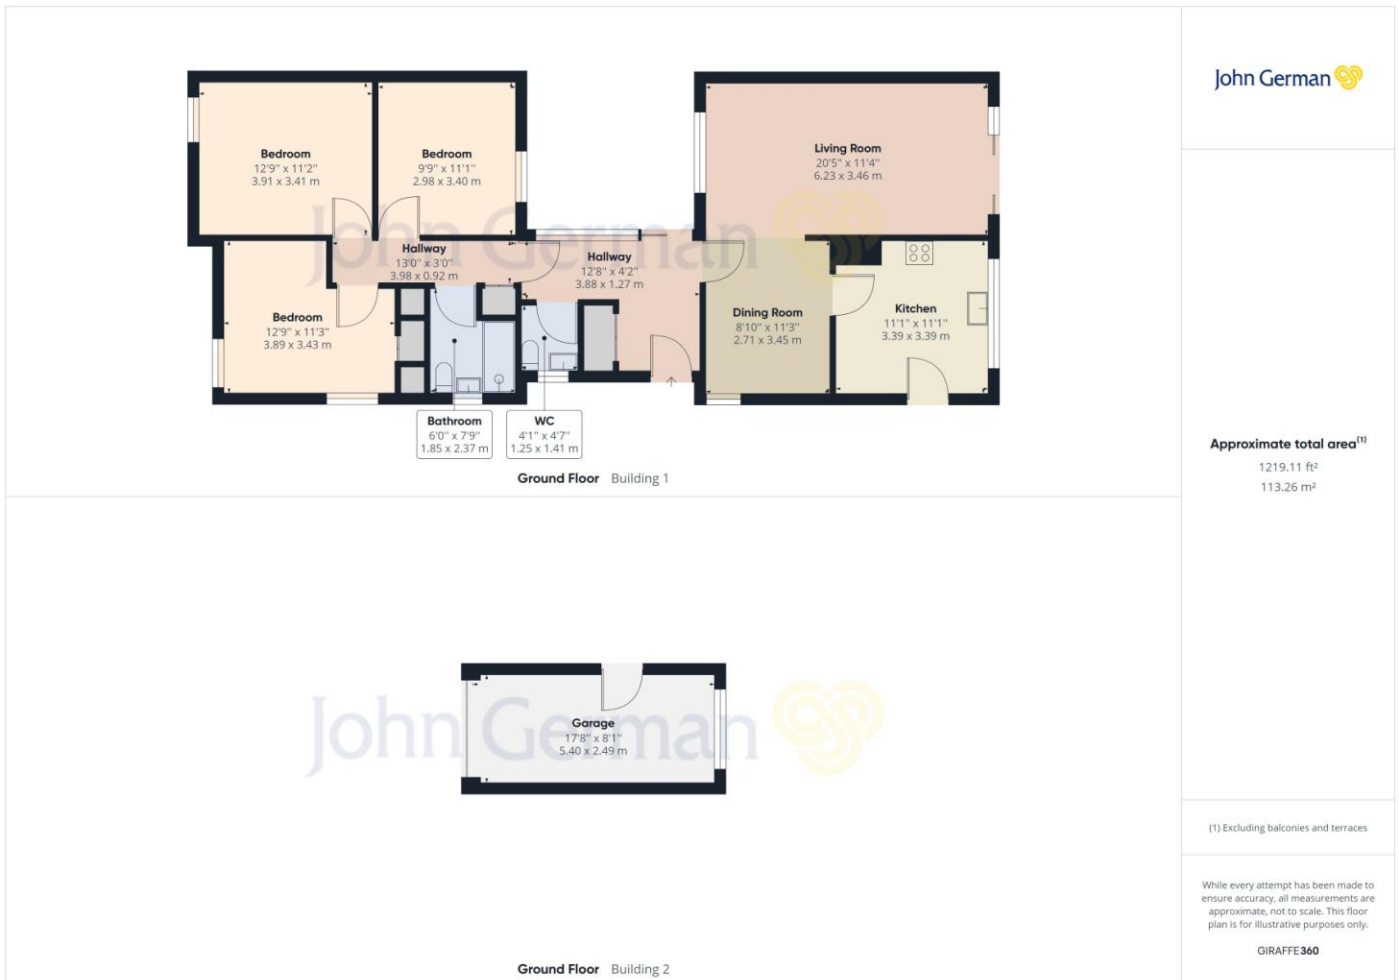 Bedroom
12'9" x 11'2"
3.91 x 3.41 m
Bedroom
9'9" x 11'1"
2.98 x 3.40 m
Living Room
20'5" x 11'4"
6.23 x 3.46 m
Hallway
13'0" x 3'0"
3.98 x 0.92 m
Hallway
12'8" x 4'2"
3.88 x 1.27 m
Bedroom
12'9" x 11'3"
3.89 x 3.43 m
Dining Room
8'10" x 11'3"
2.71 x 3.45 m
Kitchen
11'1" x 11'1"
3.39 x 3.39 m
Bathroom
6'0" x 7'9"
1.85 x 2.37 m
WC
4'1" x 4'7"
1.25 x 1.41 m
John German
Ground Floor Building 1
Garage
17'8" x 8'1"
5.40 x 2.49 m
John German
Ground Floor Building 2
John German
Approximate total area(1)
1219.11 ft²
113.26 m²
(1) Excluding balconies and terraces
While every attempt has been made to
ensure accuracy, all measurements are
approximate, not to scale. This floor
plan is for illustrative purposes only.
GIRAFFE360